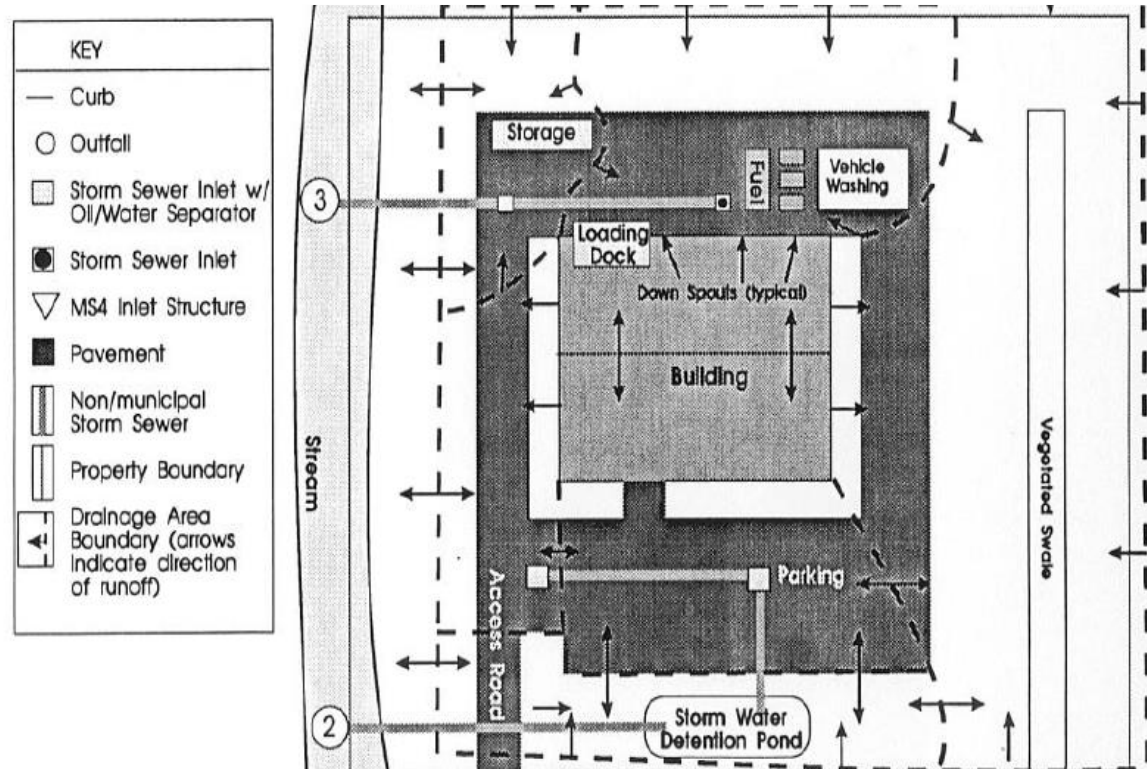 KEY
Curb
Outfall
Storm Sewer Inlet w/
Oil/Water Separator
Storm Sewer Inlet
MS4 Inlet Structure
Pavement
Non/municipal
Storm Sewer
Property Boundary
Drainage Area
Boundary (arrows
indicate direction
of runoff)
Storage
Fuel
Vehicle
Washing
3
Loading
Dock
Down Spouts (typical)
Building
Stream
Vegetated Swale
Parking
Access Road
2
Storm Water
Detention Pond